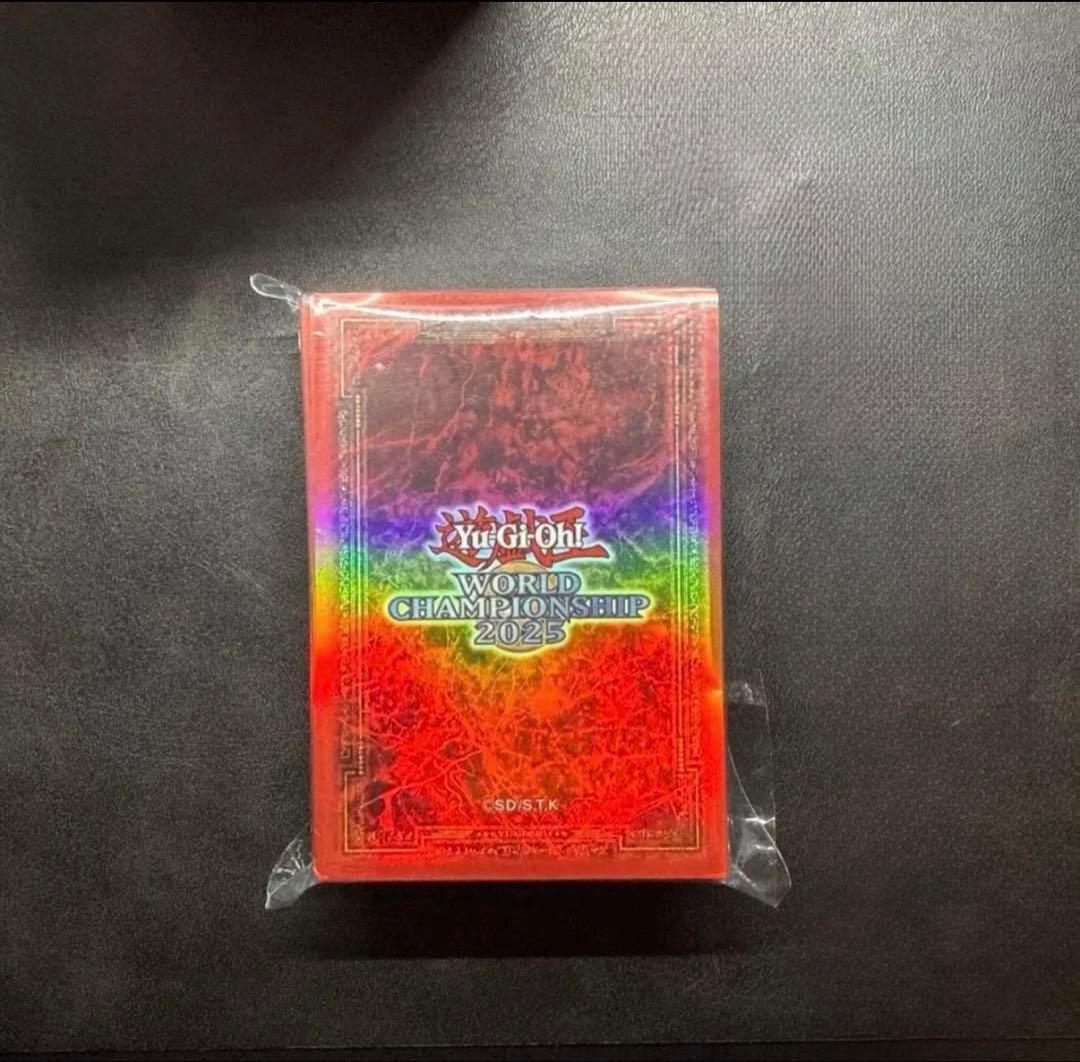 遊戯王
Yu-Gi-Oh!
WORLD
CHAMPIONSHIP
2025
©SD/S.T.K